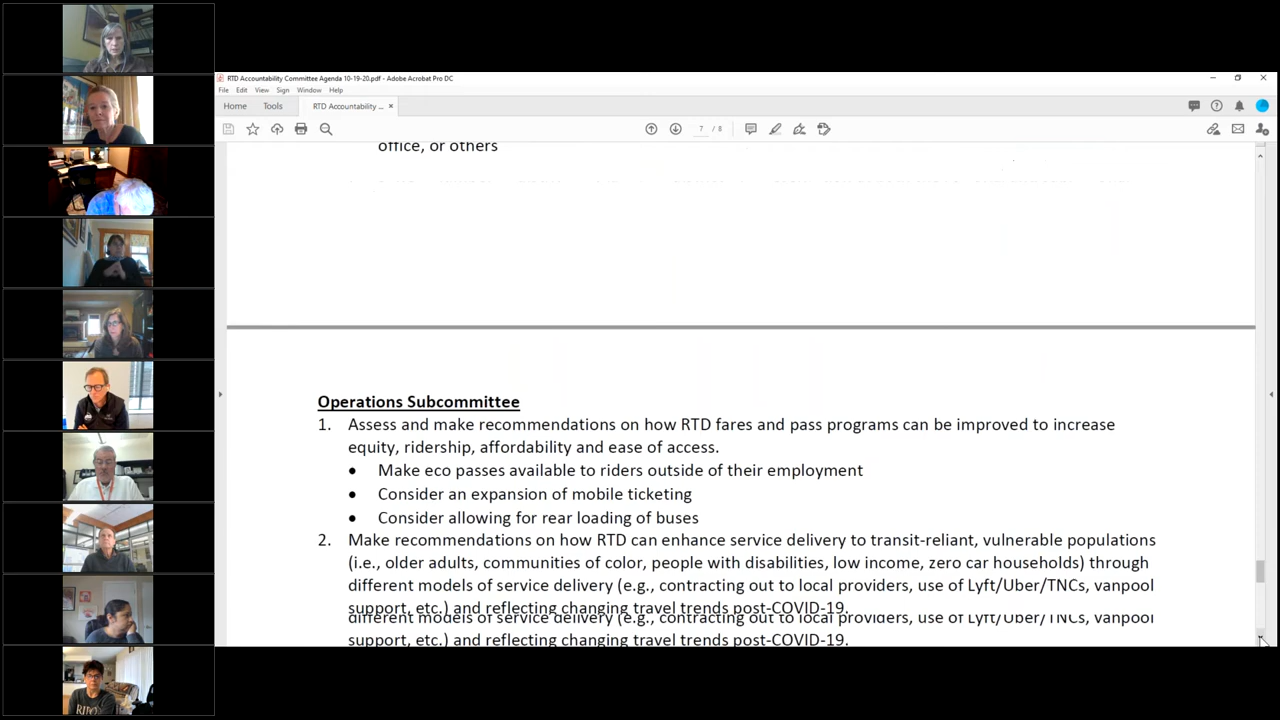 RTD Accountability Committee Agenda 10-19-20.pdf - Adobe Acrobat Pro DC
File Edit View Sign Window Help
Home Tools RTD Accountability ... ×
7 / 8
office, or others
Operations Subcommittee
1. Assess and make recommendations on how RTD fares and pass programs can be improved to increase
equity, ridership, affordability and ease of access.
• Make eco passes available to riders outside of their employment
• Consider an expansion of mobile ticketing
• Consider allowing for rear loading of buses
2. Make recommendations on how RTD can enhance service delivery to transit-reliant, vulnerable populations
(i.e., older adults, communities of color, people with disabilities, low income, zero car households) through
different models of service delivery (e.g., contracting out to local providers, use of Lyft/Uber/TNCs, vanpool
support, etc.) and reflecting changing travel trends post-COVID-19.
different models of service delivery (e.g., contracting out to local providers, use of Lyft/Uber/TNCs, vanpool
support, etc.) and reflecting changing travel trends post-COVID-19.